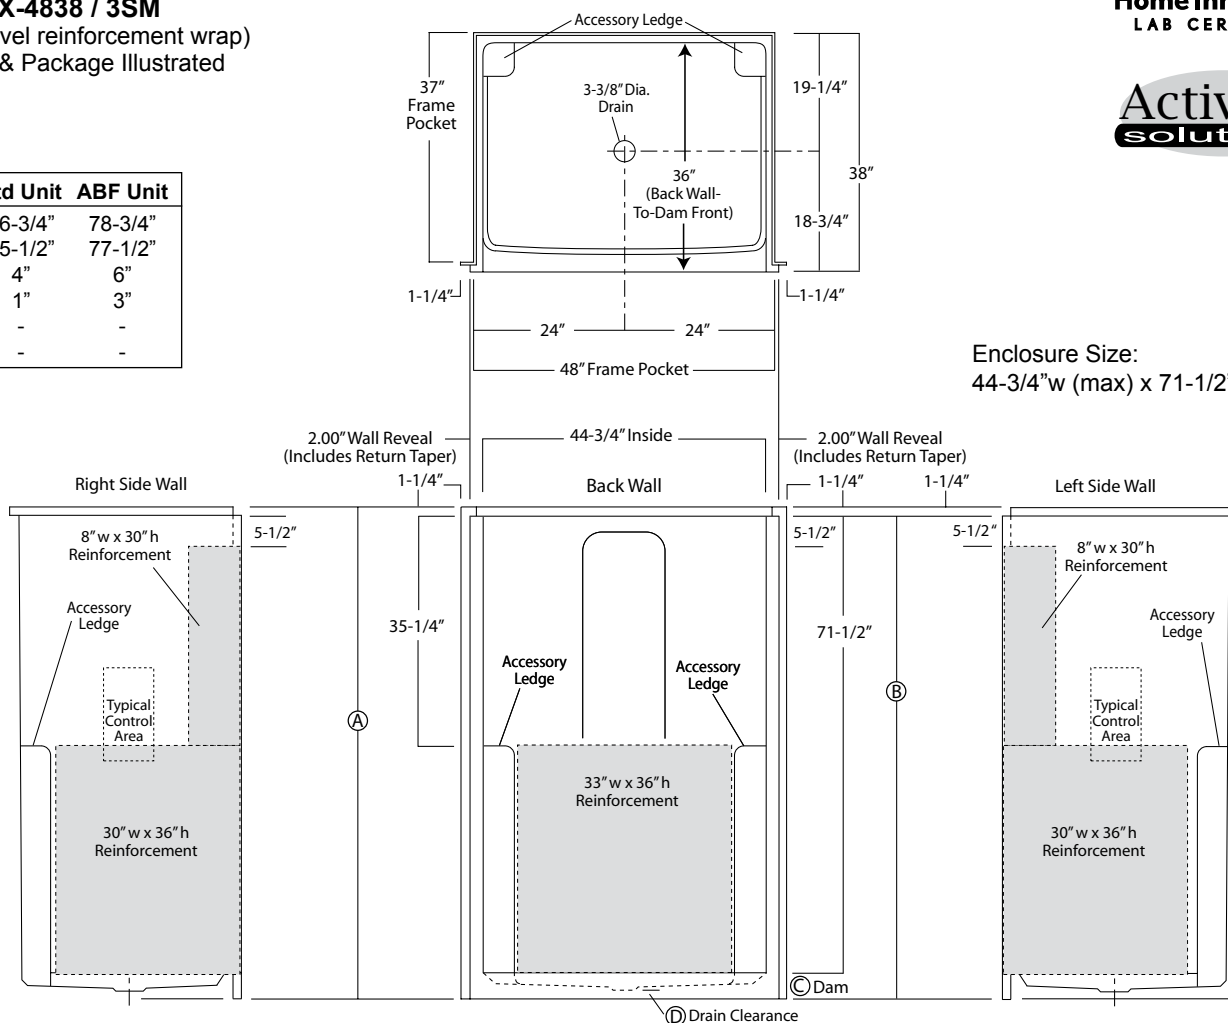 X-4838 / 3SM
vel reinforcement wrap)
& Package Illustrated
Home Inn
LAB CER
Activ
solut
Accessory Ledge
37”
Frame
Pocket
3-3/8” Dia.
Drain
19-1/4”
36”
(Back Wall-
To-Dam Front)
38”
18-3/4”
1-1/4”
1-1/4”
24”
24”
48” Frame Pocket
td Unit ABF Unit
6-3/4” 78-3/4”
5-1/2” 77-1/2”
4” 6”
1” 3”
- -
- -
Enclosure Size:
44-3/4”w (max) x 71-1/2”
2.00” Wall Reveal
(Includes Return Taper)
44-3/4” Inside
2.00” Wall Reveal
(Includes Return Taper)
Right Side Wall
1-1/4”
Back Wall
1-1/4”
1-1/4”
Left Side Wall
8” w x 30” h
Reinforcement
5-1/2”
5-1/2”
5-1/2“
8” w x 30” h
Reinforcement
Accessory
Ledge
35-1/4”
71-1/2”
Accessory
Ledge
Accessory
Ledge
Accessory
Ledge
Typical
Control
Area
A
B
Typical
Control
Area
33” w x 36” h
Reinforcement
30” w x 36” h
Reinforcement
30” w x 36” h
Reinforcement
C Dam
D Drain Clearance